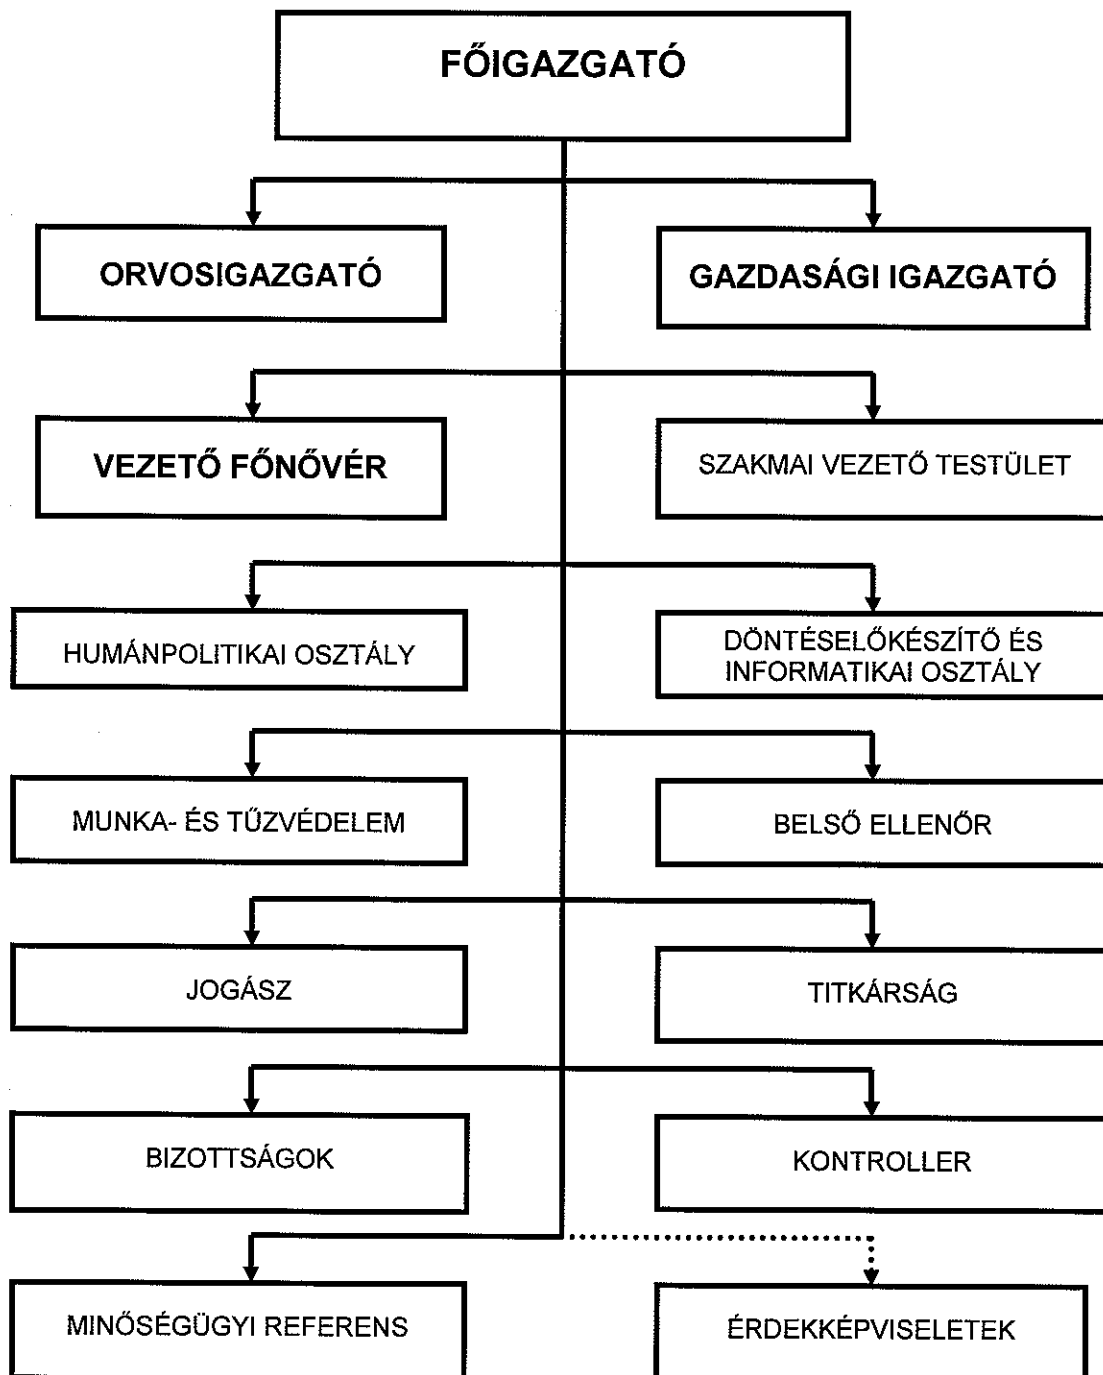 FŐIGAZGATÓ
ORVOSIGAZGATÓ
GAZDASÁGI IGAZGATÓ
VEZETŐ FŐNŐVÉR
SZAKMAI VEZETŐ TESTÜLET
HUMÁNPOLITIKAI OSZTÁLY
DÖNTÉSELŐKÉSZÍTŐ ÉS
INFORMATIKAI OSZTÁLY
MUNKA- ÉS TŰZVÉDELEM
BELSŐ ELLENŐR
JOGÁSZ
TITKÁRSÁG
BIZOTTSÁGOK
KONTROLLER
MINŐSÉGÜGYI REFERENS
ÉRDEKKÉPVISELETEK